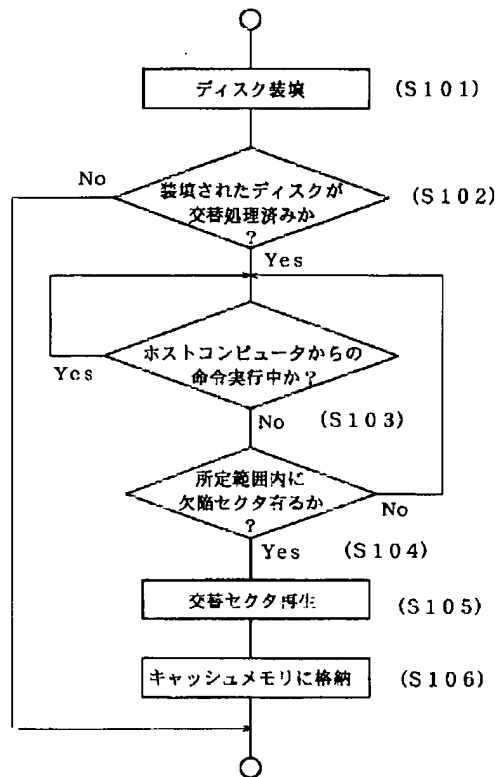 ディスク装填
(S101)
No
装填されたディスクが
交替処理済みか
?
(S102)
Yes
ホストコンピュータからの
命令実行中か?
Yes
No
(S103)
所定範囲内に
欠陥セクタ有るか
?
No
Yes
(S104)
交替セクタ再生
(S105)
キャッシュメモリに格納
(S106)